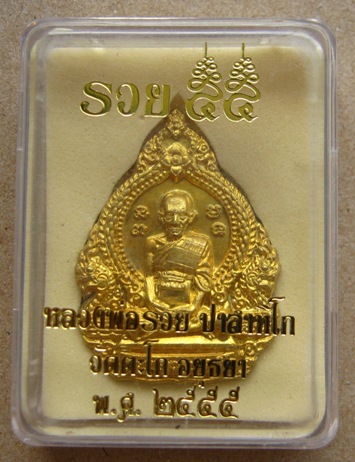 รวย ๕๕
หลวงพ่อรวย ปาสาทิโก
วัดตะโก อยุธยา
พ.ศ. ๒๕๕๕